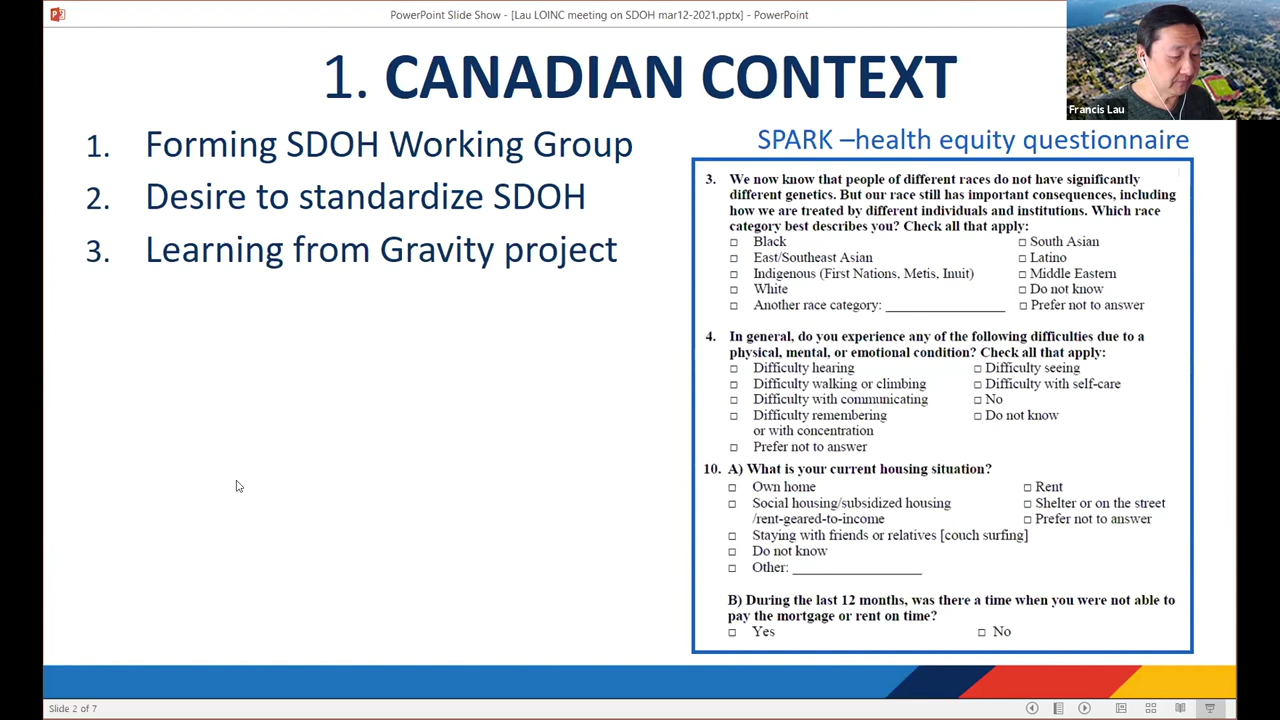 PowerPoint Slide Show - [Lau LOINC meeting on SDOH mar12-2021.pptx] - PowerPoint
Francis Lau
1. CANADIAN CONTEXT
1. Forming SDOH Working Group
2. Desire to standardize SDOH
3. Learning from Gravity project
SPARK –health equity questionnaire
3. We now know that people of different races do not have significantly
different genetics. But our race still has important consequences, including
how we are treated by different individuals and institutions. Which race
category best describes you? Check all that apply:
□ Black □ South Asian
□ East/Southeast Asian □ Latino
□ Indigenous (First Nations, Metis, Inuit) □ Middle Eastern
□ White □ Do not know
□ Another race category: __________________ □ Prefer not to answer
4. In general, do you experience any of the following difficulties due to a
physical, mental, or emotional condition? Check all that apply:
□ Difficulty hearing □ Difficulty seeing
□ Difficulty walking or climbing □ Difficulty with self-care
□ Difficulty with communicating □ No
□ Difficulty remembering □ Do not know
or with concentration
□ Prefer not to answer
10. A) What is your current housing situation?
□ Own home □ Rent
□ Social housing/subsidized housing □ Shelter or on the street
/rent-geared-to-income □ Prefer not to answer
□ Staying with friends or relatives [couch surfing]
□ Do not know
□ Other: ___________________
B) During the last 12 months, was there a time when you were not able to
pay the mortgage or rent on time?
□ Yes □ No
Slide 2 of 7